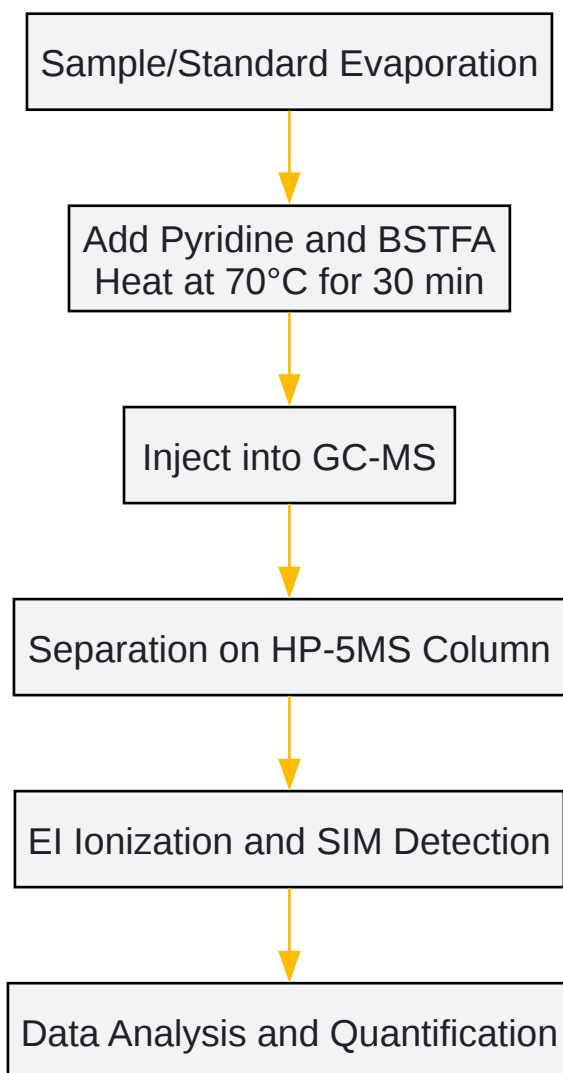 Sample/Standard Evaporation
Add Pyridine and BSTFA
Heat at 70°C for 30 min
Inject into GC-MS
Separation on HP-5MS Column
EI Ionization and SIM Detection
Data Analysis and Quantification